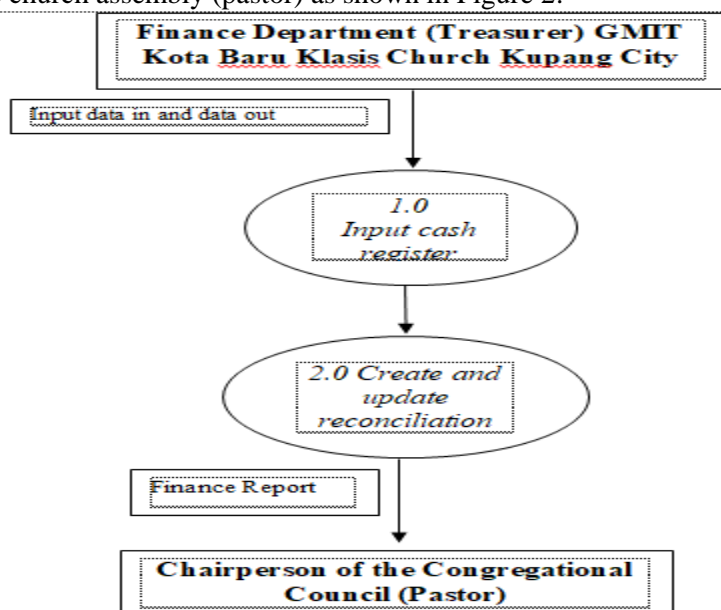 church assembly (pastor) as shown in Figure 2.
Finance Department (Treasurer) GMIT
Kota Baru Klasis Church Kupang City
Input data in and data out
1.0
Input cash
register
2.0 Create and
update
reconciliation
Finance Report
Chairperson of the Congregational
Council (Pastor)